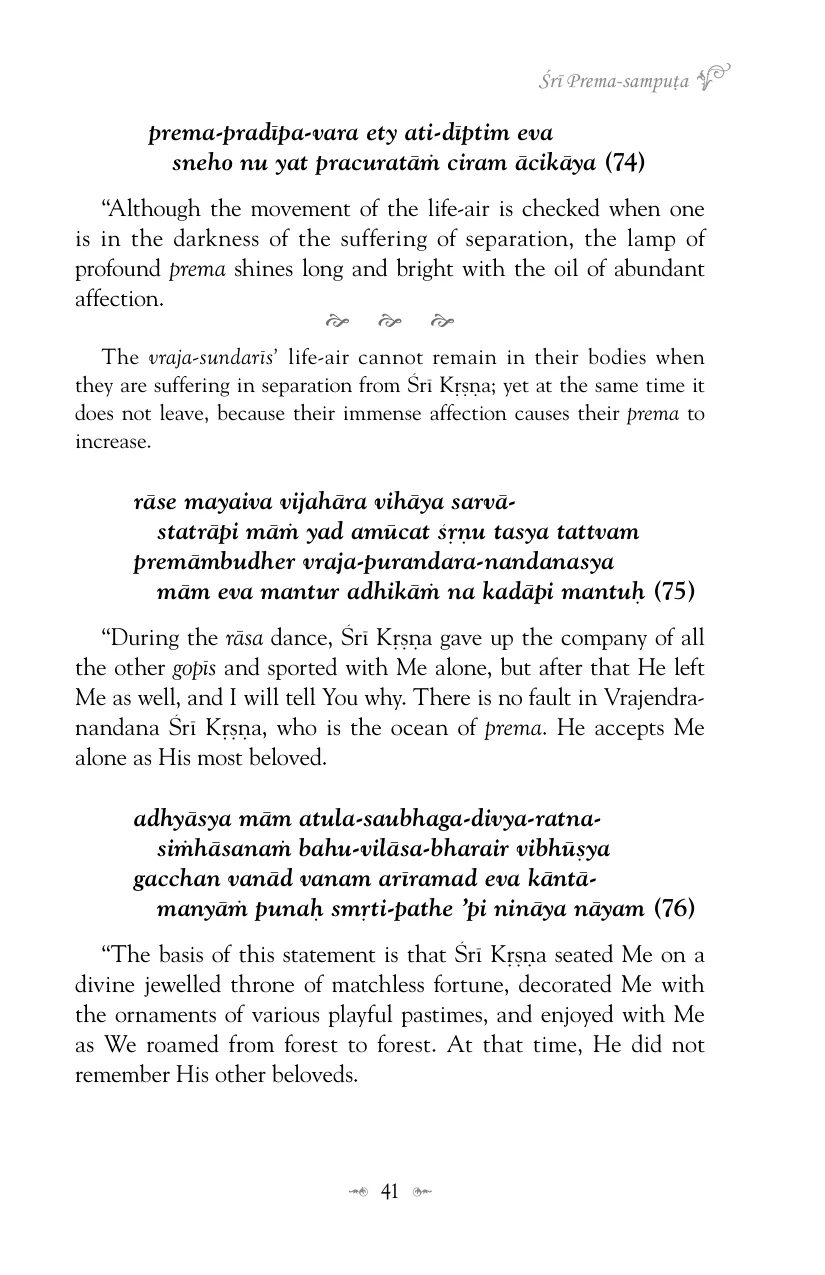 Śrī Prema-sampuṭa
prema-pradīpa-vara ety ati-dīptim eva
sneho nu yat pracuratāṁ ciram ācikāya (74)
“Although the movement of the life-air is checked when one
is in the darkness of the suffering of separation, the lamp of
profound prema shines long and bright with the oil of abundant
affection.
The vraja-sundarīs’ life-air cannot remain in their bodies when
they are suffering in separation from Śrī Kṛṣṇa; yet at the same time it
does not leave, because their immense affection causes their prema to
increase.
rāse mayaiva vijahāra vihāya sarvā-
statrāpi māṁ yad amūcat śṛṇu tasya tattvam
premāmbudher vraja-purandara-nandanasya
mām eva mantur adhikāṁ na kadāpi mantuḥ (75)
“During the rāsa dance, Śrī Kṛṣṇa gave up the company of all
the other gopīs and sported with Me alone, but after that He left
Me as well, and I will tell You why. There is no fault in Vrajendra-
nandana Śrī Kṛṣṇa, who is the ocean of prema. He accepts Me
alone as His most beloved.
adhyāsya mām atula-saubhaga-divya-ratna-
siṁhāsanaṁ bahu-vilāsa-bharair vibhūṣya
gacchan vanād vanam arīramad eva kāntā-
manyāṁ punaḥ smṛti-pathe ’pi nināya nāyam (76)
“The basis of this statement is that Śrī Kṛṣṇa seated Me on a
divine jewelled throne of matchless fortune, decorated Me with
the ornaments of various playful pastimes, and enjoyed with Me
as We roamed from forest to forest. At that time, He did not
remember His other beloveds.
41